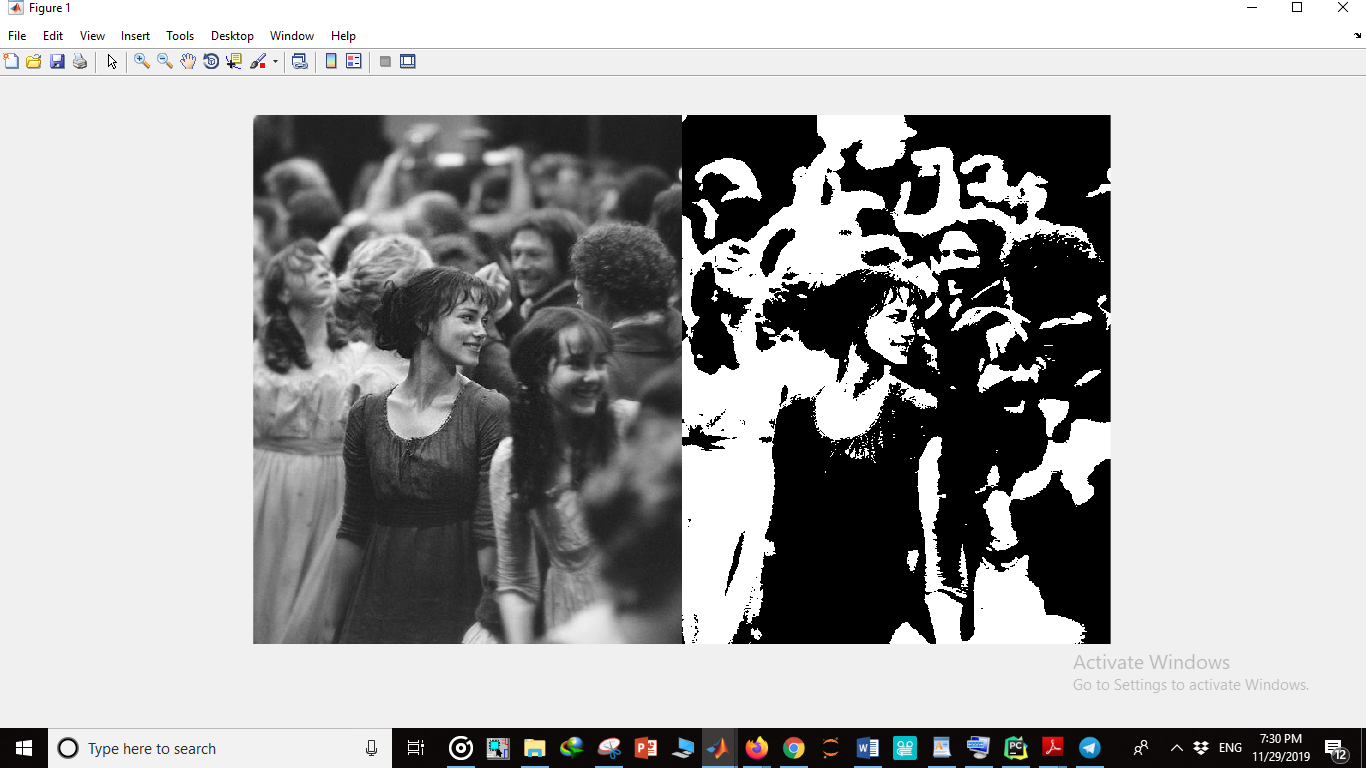 Figure 1
File Edit View Insert Tools Desktop Window Help
Activate Windows
Go to Settings to activate Windows.
Type here to search
ENG
7:30 PM
11/29/2019
12